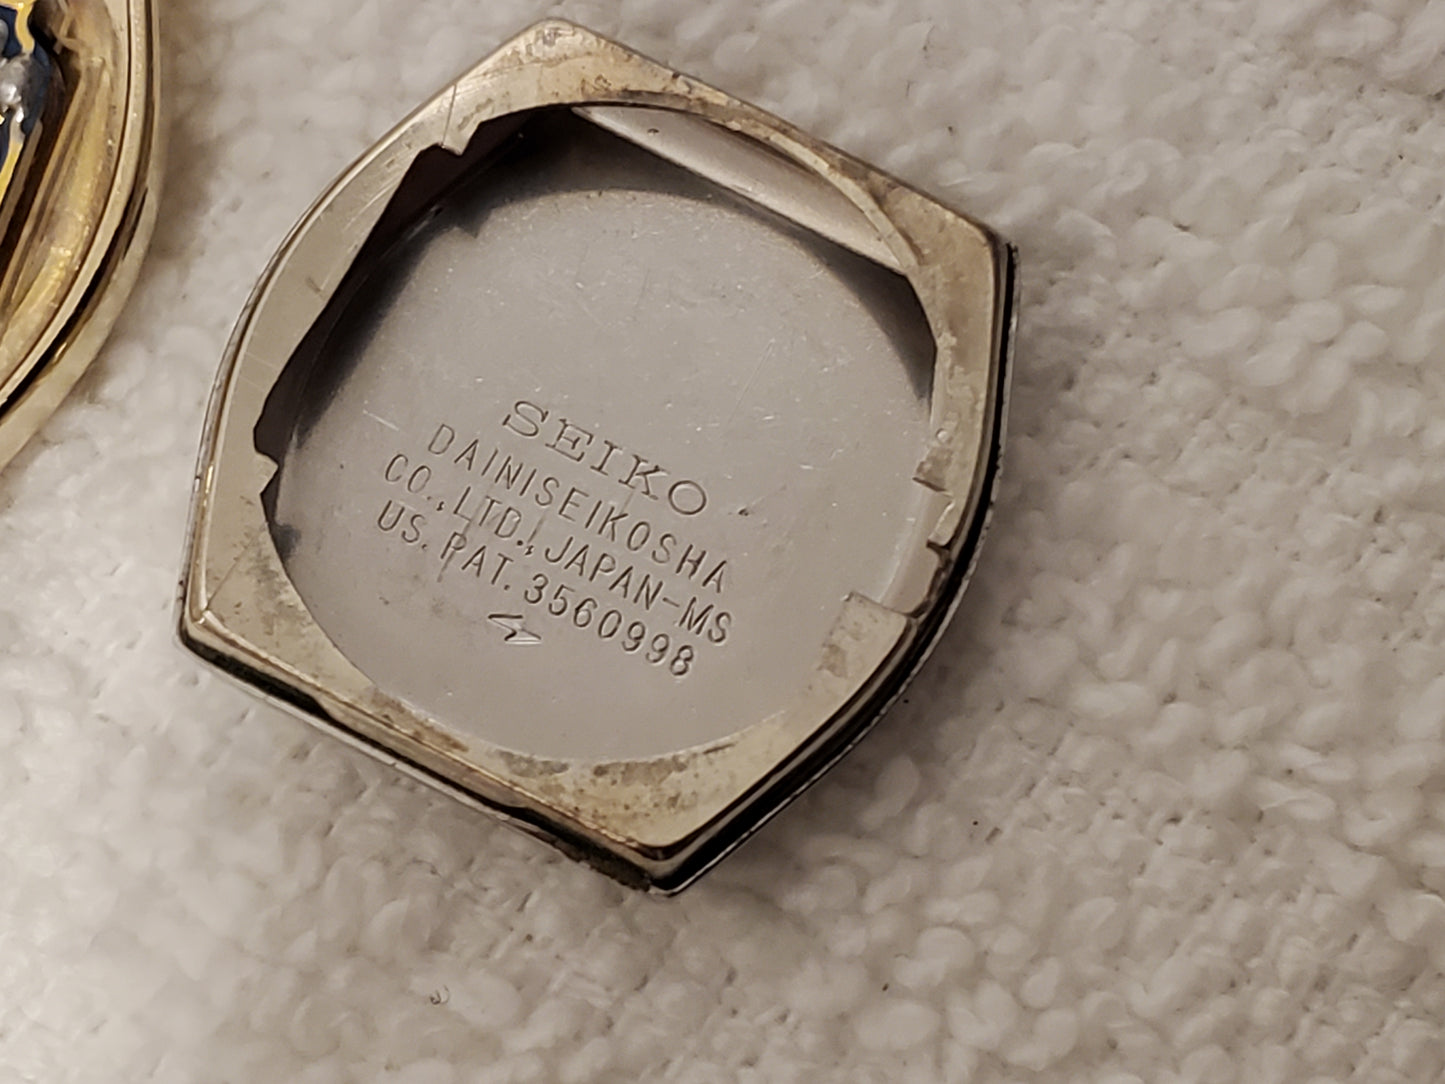 SEIKO
DAINISEIKOSHA
CO.,LTD., JAPAN-MS
US. PAT. 3560998